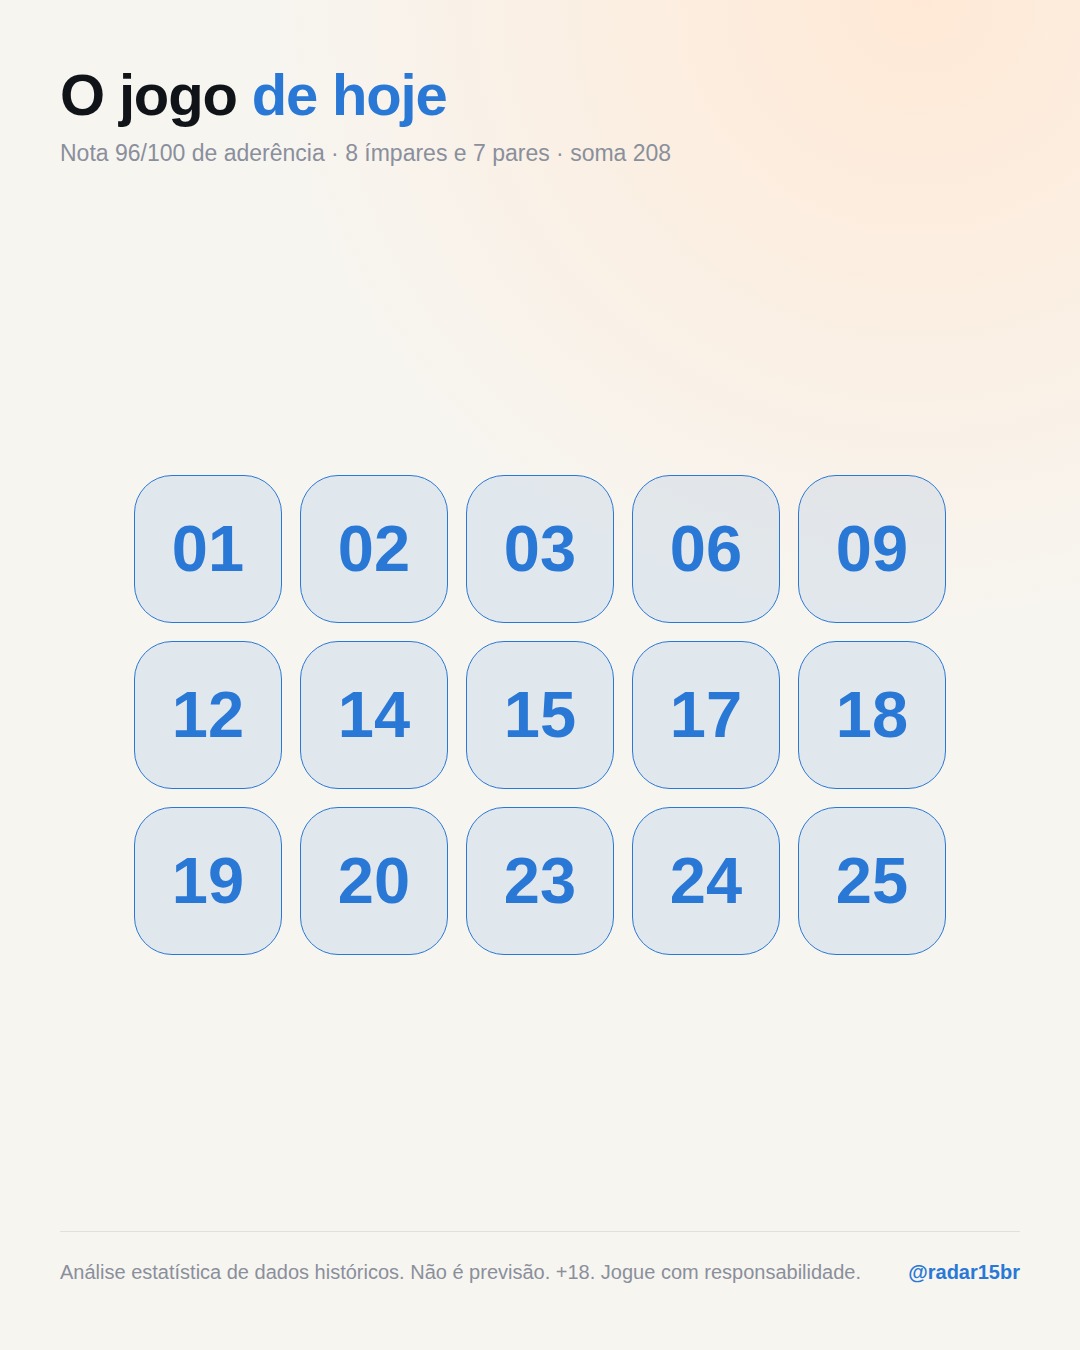 O jogo de hoje
Nota 96/100 de aderência · 8 ímpares e 7 pares · soma 208
01 02 03 06 09
12 14 15 17 18
19 20 23 24 25
Análise estatística de dados históricos. Não é previsão. +18. Jogue com responsabilidade. @radar15br